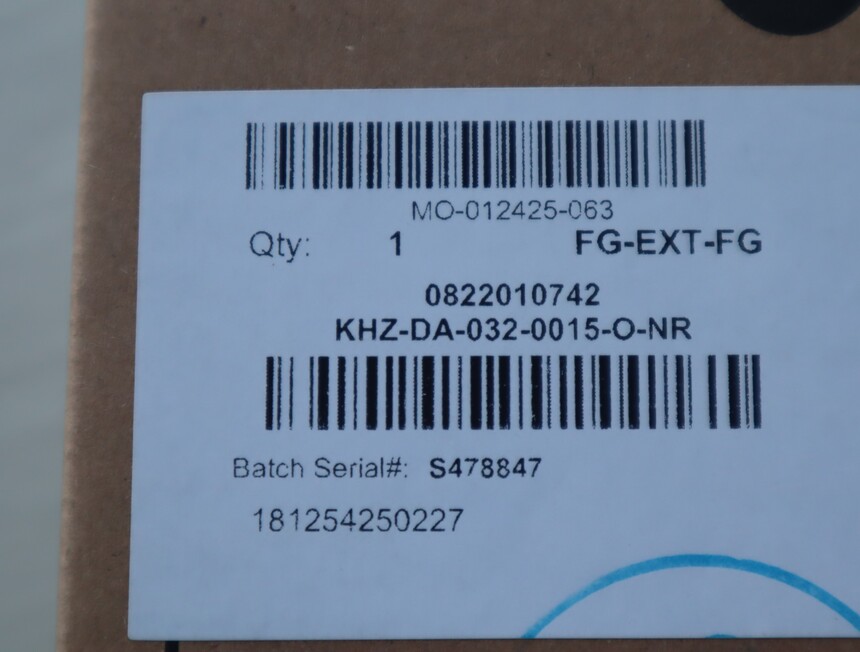 MO-012425-063
Qty: 1 FG-EXT-FG
0822010742
KHZ-DA-032-0015-O-NR
Batch Serial#: S478847
181254250227